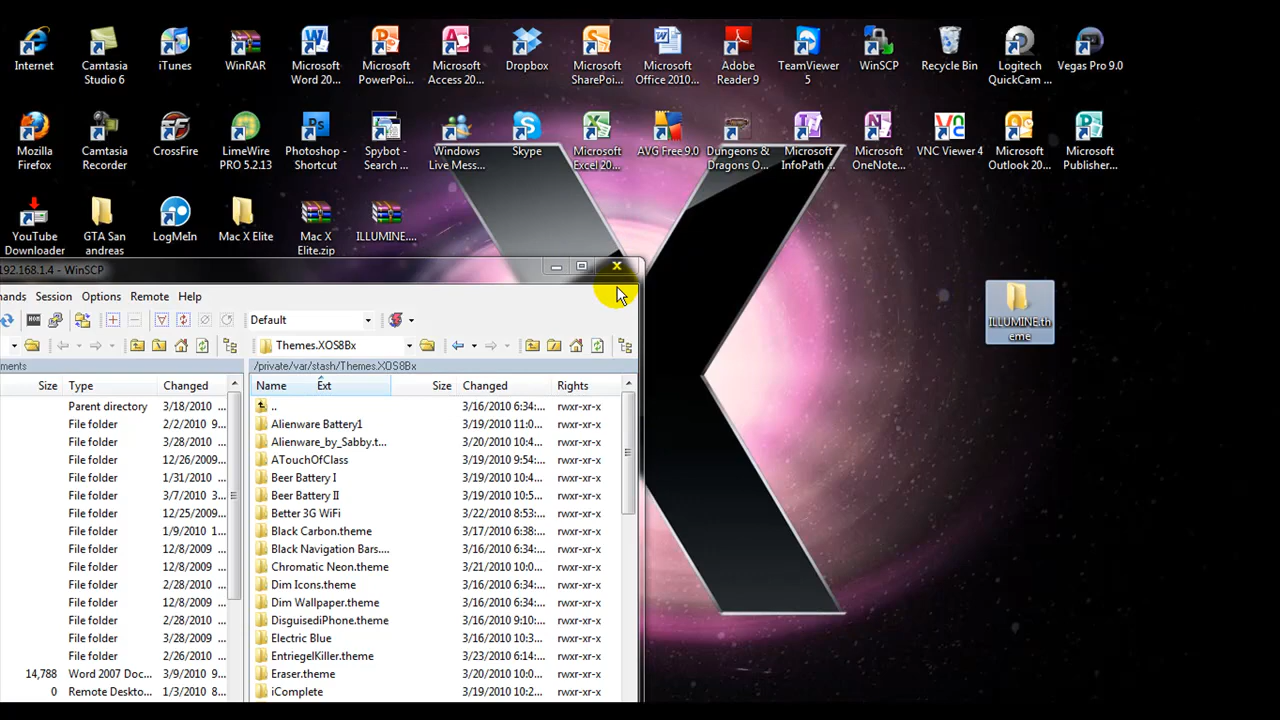 Internet
Camtasia Studio 6
iTunes
WinRAR
Microsoft Word 20...
Microsoft PowerPoi...
Microsoft Access 20...
Dropbox
Microsoft SharePoi...
Microsoft Office 2010...
Adobe Reader 9
TeamViewer 5
WinSCP
Recycle Bin
Logitech QuickCam ...
Vegas Pro 9.0
Mozilla Firefox
Camtasia Recorder
CrossFire
LimeWire PRO 5.2.13
Photoshop - Shortcut
Spybot - Search ...
Windows Live Mess...
Skype
Microsoft Excel 20...
AVG Free 9.0
Dungeons & Dragons O...
Microsoft InfoPath ...
Microsoft OneNote...
VNC Viewer 4
Microsoft Outlook 20...
Microsoft Publisher...
YouTube Downloader
GTA San andreas
LogMeIn
Mac X Elite
Mac X Elite.zip
ILLUMINE....
ILLUMINE.th
eme
192.168.1.4 - WinSCP
ands Session Options Remote Help
Default
Themes.XOS8Bx
ments
/private/var/stash/Themes.XOS8Bx
Size Type Changed
Name Ext Size Changed Rights
Parent directory 3/18/2010 ...
.. 3/16/2010 6:34:... rwxr-xr-x
File folder 2/2/2010 9...
Alienware Battery1 3/19/2010 11:0... rwxr-xr-x
File folder 3/28/2010 ...
Alienware_by_Sabby.t... 3/20/2010 10:4... rwxr-xr-x
File folder 12/26/2009...
ATouchOfClass 3/19/2010 9:54:... rwxr-xr-x
File folder 1/31/2010 ...
Beer Battery I 3/19/2010 10:4... rwxr-xr-x
File folder 3/7/2010 3...
Beer Battery II 3/19/2010 10:5... rwxr-xr-x
File folder 12/25/2009...
Better 3G WiFi 3/22/2010 8:53:... rwxr-xr-x
File folder 1/9/2010 1...
Black Carbon.theme 3/17/2010 6:38:... rwxr-xr-x
File folder 12/8/2009 ...
Black Navigation Bars.... 3/16/2010 6:34:... rwxr-xr-x
File folder 12/8/2009 ...
Chromatic Neon.theme 3/21/2010 10:0... rwxr-xr-x
File folder 2/28/2010 ...
Dim Icons.theme 3/16/2010 6:34:... rwxr-xr-x
File folder 12/8/2009 ...
Dim Wallpaper.theme 3/16/2010 6:34:... rwxr-xr-x
File folder 2/28/2010 ...
DisguisediPhone.theme 3/16/2010 9:10:... rwxr-xr-x
File folder 3/28/2009 ...
Electric Blue 3/16/2010 10:3... rwxr-xr-x
File folder 2/26/2010 ...
EntriegelKiller.theme 3/23/2010 6:14:... rwxr-xr-x
14,788 Word 2007 Doc... 3/9/2010 9...
Eraser.theme 3/20/2010 10:0... rwxr-xr-x
0 Remote Deskto... 1/3/2010 8...
iComplete 3/19/2010 10:4... rwxr-xr-x